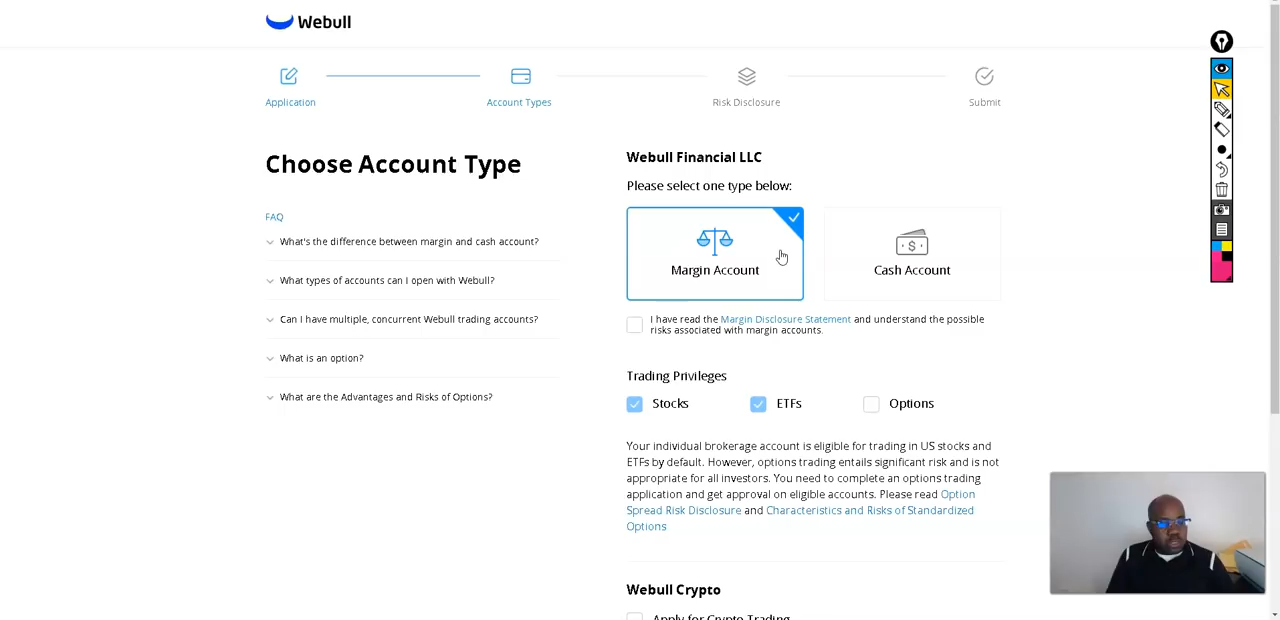 Webull
Application
Account Types
Risk Disclosure
Submit
Choose Account Type
FAQ
What's the difference between margin and cash account?
What types of accounts can I open with Webull?
Can I have multiple, concurrent Webull trading accounts?
What is an option?
What are the Advantages and Risks of Options?
Webull Financial LLC
Please select one type below:
Margin Account
Cash Account
I have read the Margin Disclosure Statement and understand the possible
risks associated with margin accounts.
Trading Privileges
Stocks
ETFs
Options
Your individual brokerage account is eligible for trading in US stocks and
ETFs by default. However, options trading entails significant risk and is not
appropriate for all investors. You need to complete an options trading
application and get approval on eligible accounts. Please read Option
Spread Risk Disclosure and Characteristics and Risks of Standardized
Options
Webull Crypto
Apply for Crypto Trading